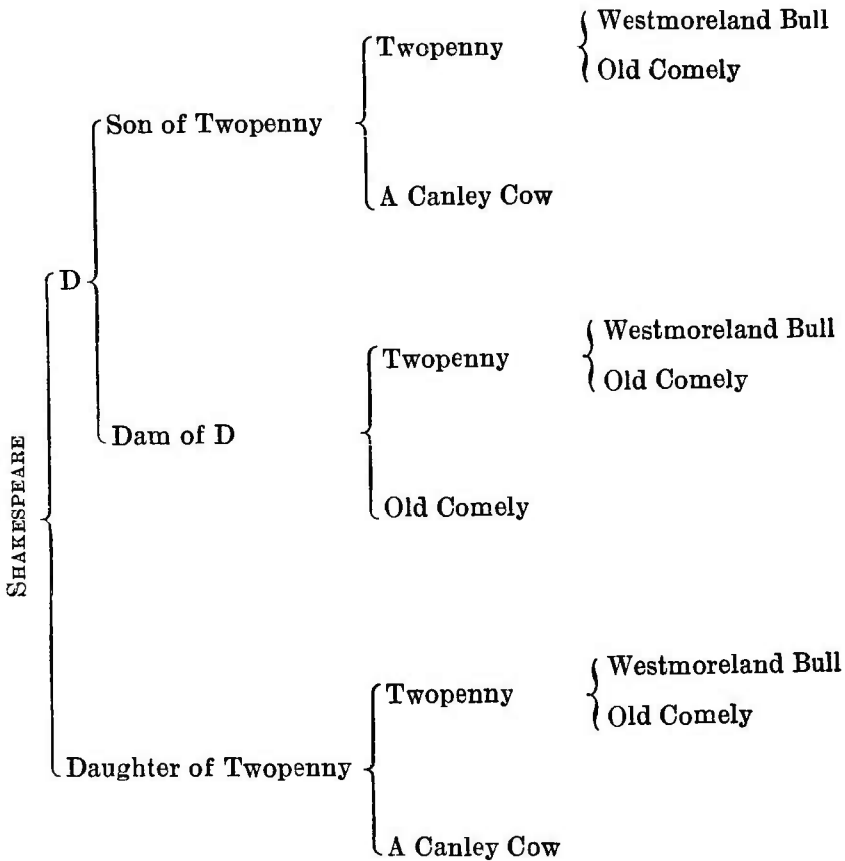 Westmoreland Bull
Twopenny
Old Comely
Son of Twopenny
A Canley Cow
D
Westmoreland Bull
Twopenny
Old Comely
Dam of D
Old Comely
SHAKESPEARE
Westmoreland Bull
Twopenny
Old Comely
Daughter of Twopenny
A Canley Cow